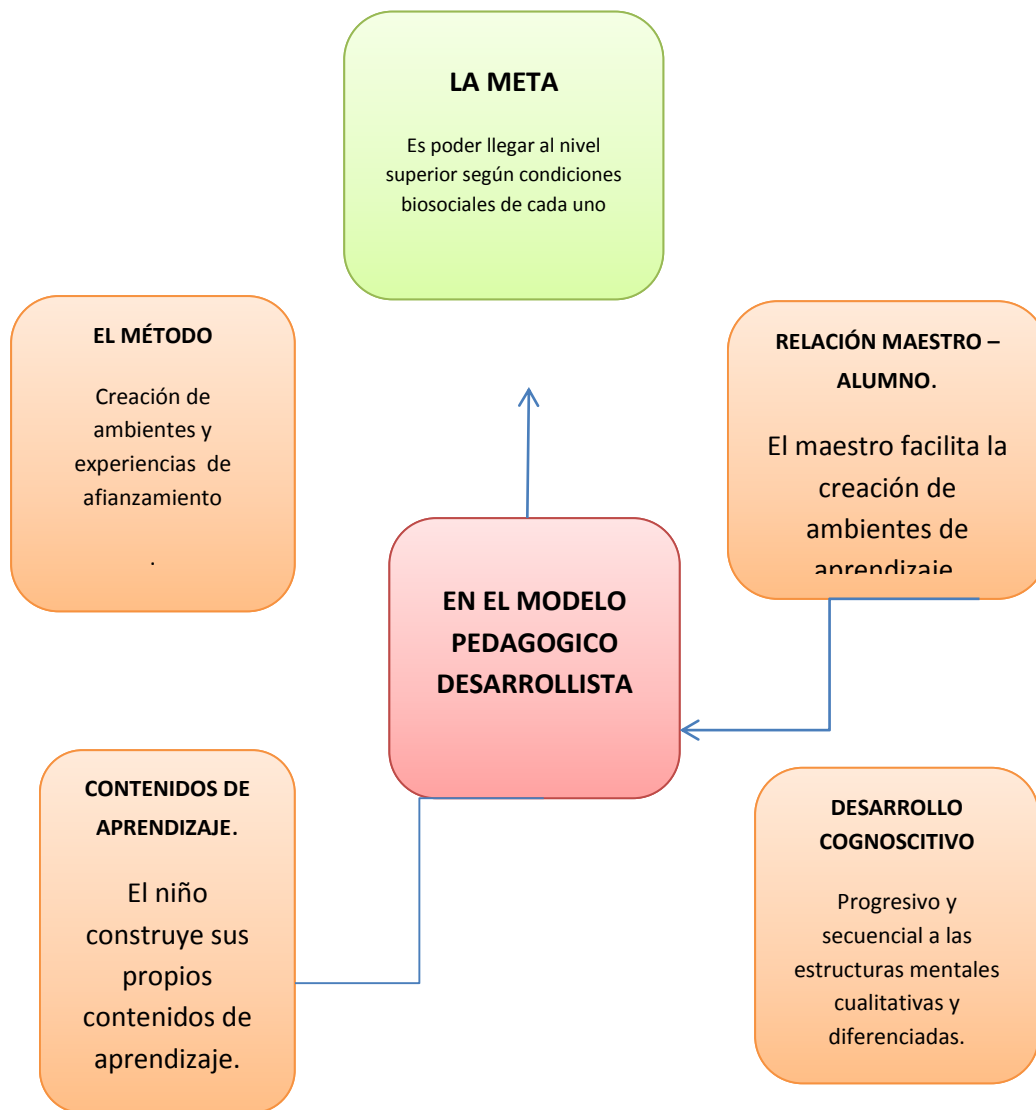 LA META
Es poder llegar al nivel
superior según condiciones
biosociales de cada uno
EL MÉTODO
Creación de
ambientes y
experiencias de
afianzamiento
.
RELACIÓN MAESTRO –
ALUMNO.
El maestro facilita la
creación de
ambientes de
aprendizaje
EN EL MODELO
PEDAGOGICO
DESARROLLISTA
CONTENIDOS DE
APRENDIZAJE.
El niño
construye sus
propios
contenidos de
aprendizaje.
DESARROLLO
COGNOSCITIVO
Progresivo y
secuencial a las
estructuras mentales
cualitativas y
diferenciadas.